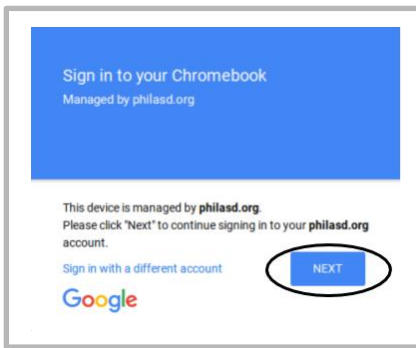 Sign in to your Chromebook
Managed by philasd.org
This device is managed by philasd.org.
Please click "Next" to continue signing in to your philasd.org
account.
Sign in with a different account
NEXT
Google